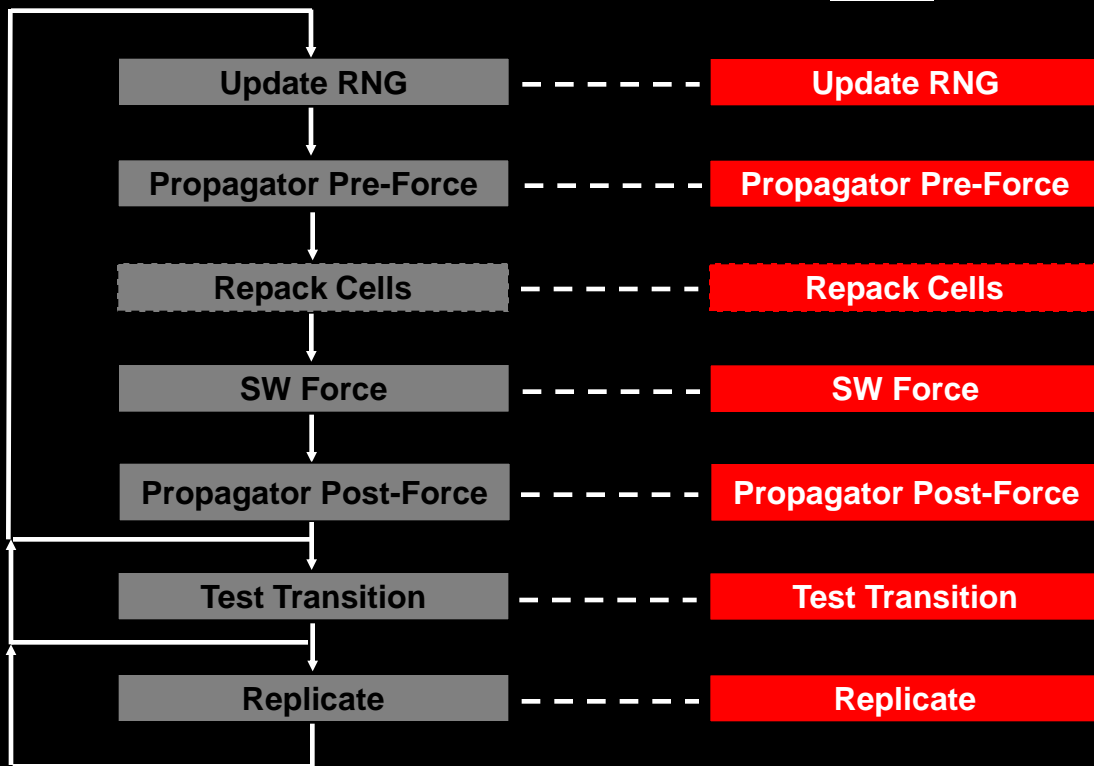 Update RNG
Update RNG
Propagator Pre-Force
Propagator Pre-Force
Repack Cells
Repack Cells
SW Force
SW Force
Propagator Post-Force
Propagator Post-Force
Test Transition
Test Transition
Replicate
Replicate